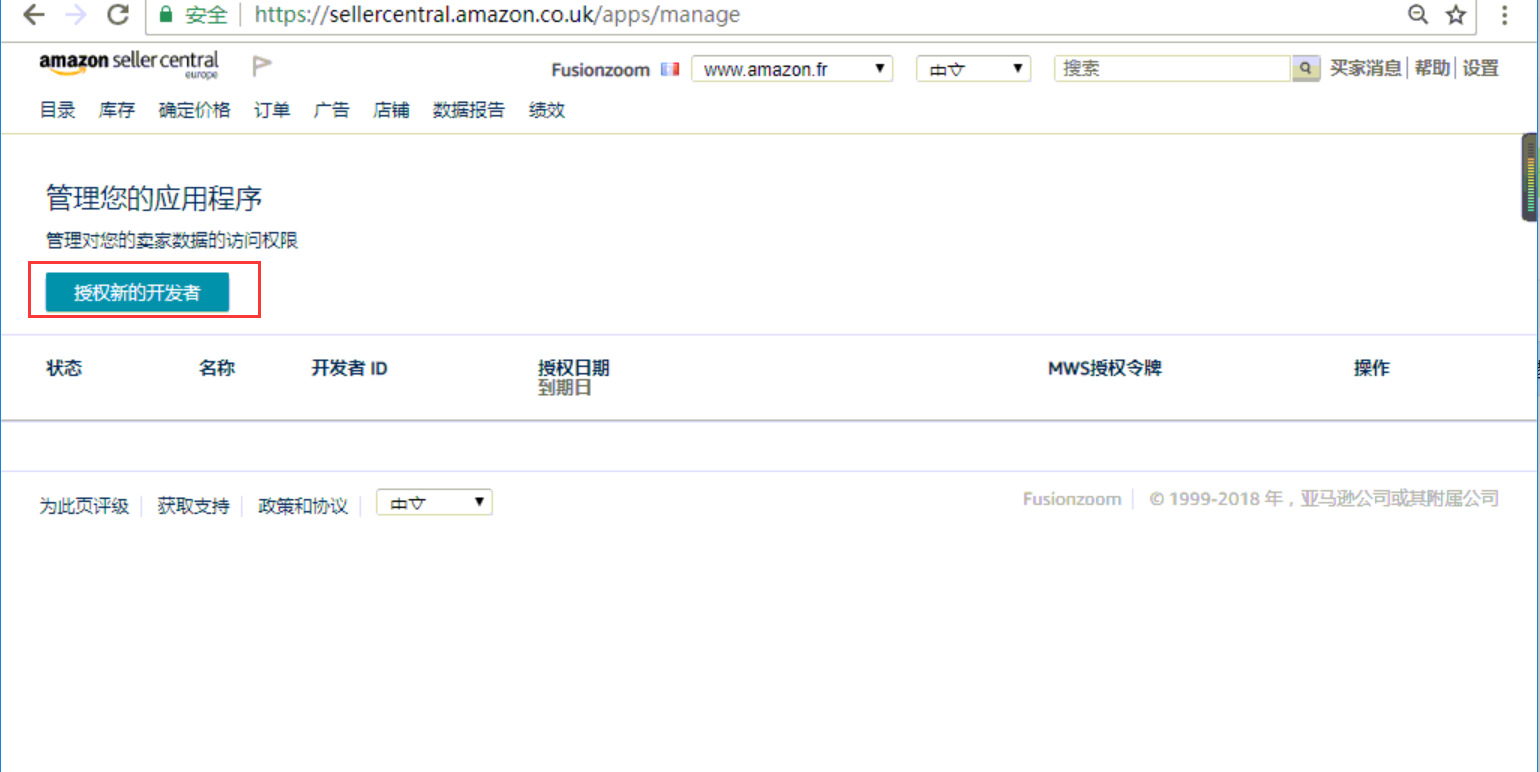 安全 https://sellercentral.amazon.co.uk/apps/manage
amazon seller central
europe
Fusionzoom www.amazon.fr 中文 搜索 买家消息 帮助 设置
目录 库存 确定价格 订单 广告 店铺 数据报告 绩效
管理您的应用程序
管理对您的卖家数据的访问权限
授权新的开发者
状态 名称 开发者 ID 授权日期 MWS授权令牌 操作
到期日
为此页评级 获取支持 政策和协议 中文 Fusionzoom © 1999-2018 年，亚马逊公司或其附属公司